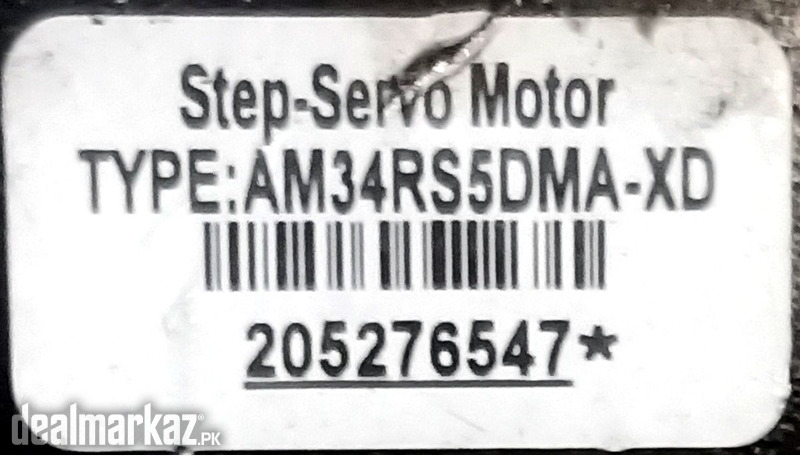 Step-Servo Motor
TYPE:AM34RS5DMA-XD
205276547*
dealmarkaz®.PK